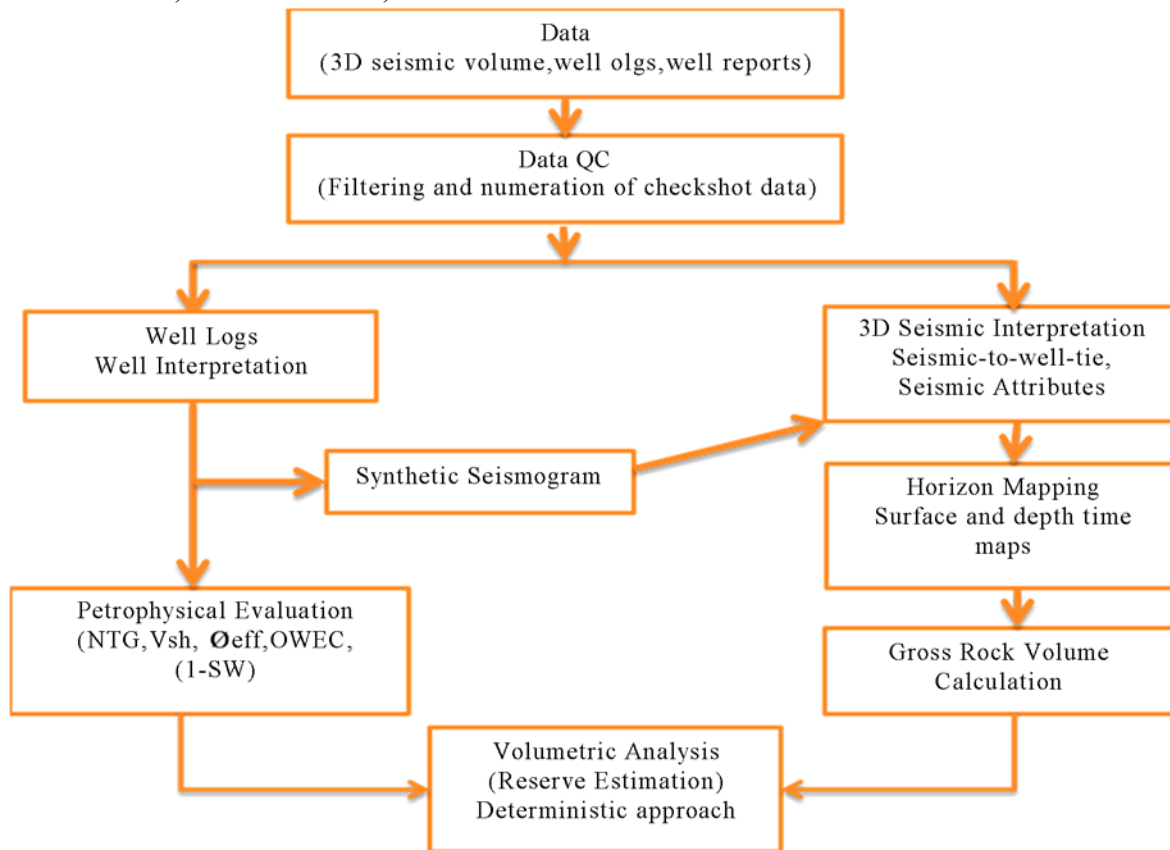 Data
(3D seismic volume,well olgs,well reports)
Data QC
(Filtering and numeration of checkshot data)
Well Logs
Well Interpretation
3D Seismic Interpretation
Seismic-to-well-tie,
Seismic Attributes
Synthetic Seismogram
Horizon Mapping
Surface and depth time
maps
Petrophysical Evaluation
(NTG,Vsh, Øeff,OWEC,
(1-SW)
Gross Rock Volume
Calculation
Volumetric Analysis
(Reserve Estimation)
Deterministic approach